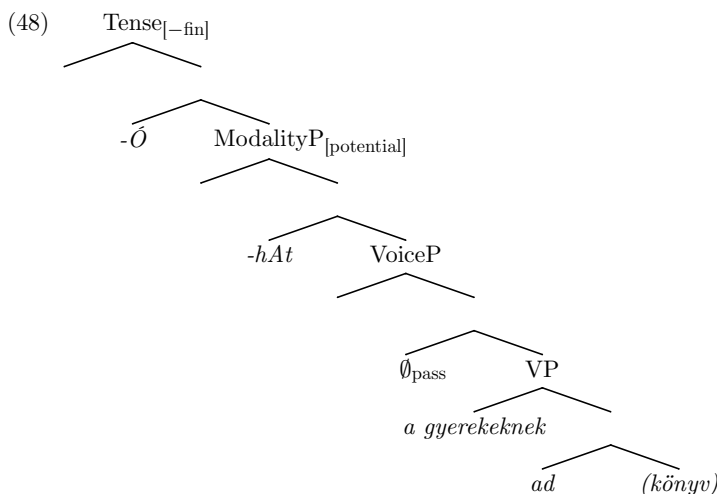 (48) Tense[−fin]
-Ó ModalityP[potential]
-hAt VoiceP
∅pass VP
a gyerekeknek
ad (könyv)